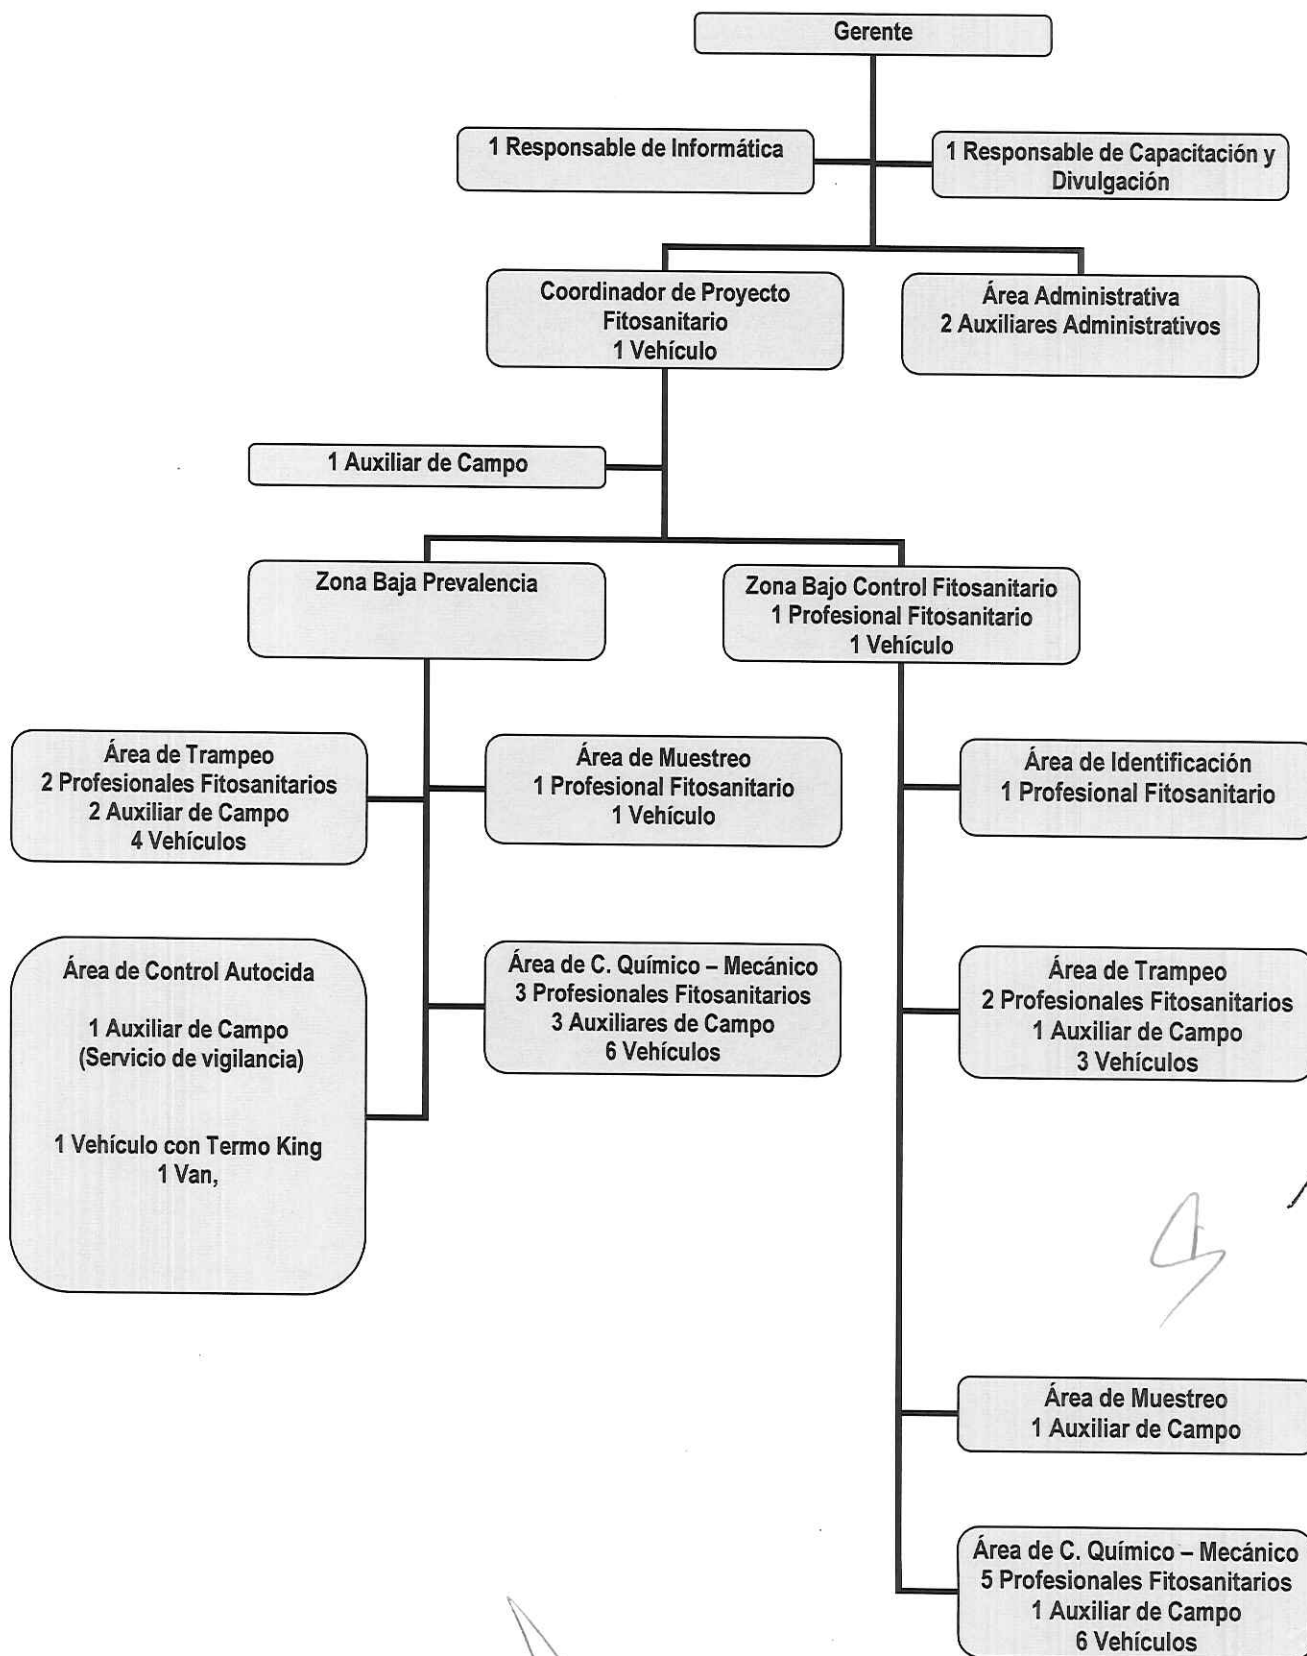 Gerente
1 Responsable de Informática
1 Responsable de Capacitación y
Divulgación
Coordinador de Proyecto
Fitosanitario
1 Vehículo
Área Administrativa
2 Auxiliares Administrativos
1 Auxiliar de Campo
Zona Baja Prevalencia
Zona Bajo Control Fitosanitario
1 Profesional Fitosanitario
1 Vehículo
Área de Trampeo
2 Profesionales Fitosanitarios
2 Auxiliar de Campo
4 Vehículos
Área de Muestreo
1 Profesional Fitosanitario
1 Vehículo
Área de Identificación
1 Profesional Fitosanitario
Área de Control Autocida
1 Auxiliar de Campo
(Servicio de vigilancia)
1 Vehículo con Termo King
1 Van,
Área de C. Químico – Mecánico
3 Profesionales Fitosanitarios
3 Auxiliares de Campo
6 Vehículos
Área de Trampeo
2 Profesionales Fitosanitarios
1 Auxiliar de Campo
3 Vehículos
Área de Muestreo
1 Auxiliar de Campo
Área de C. Químico – Mecánico
5 Profesionales Fitosanitarios
1 Auxiliar de Campo
6 Vehículos